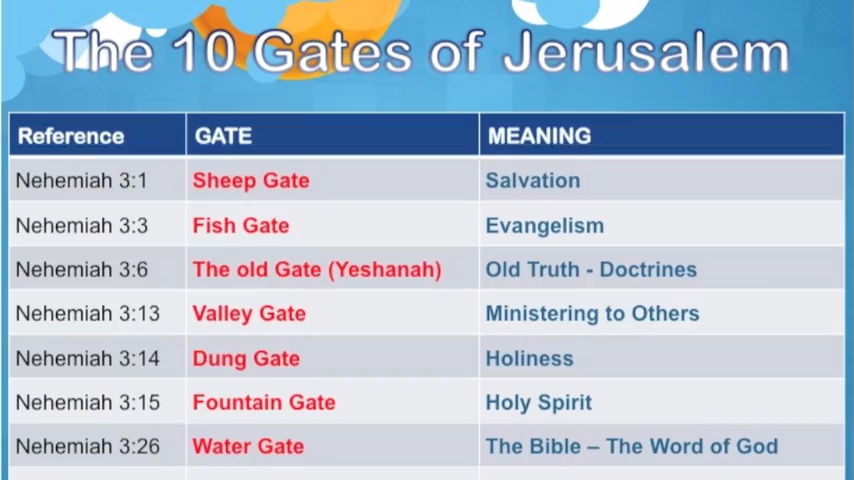 The 10 Gates of Jerusalem
Reference GATE MEANING
Nehemiah 3:1 Sheep Gate Salvation
Nehemiah 3:3 Fish Gate Evangelism
Nehemiah 3:6 The old Gate (Yeshanah) Old Truth - Doctrines
Nehemiah 3:13 Valley Gate Ministering to Others
Nehemiah 3:14 Dung Gate Holiness
Nehemiah 3:15 Fountain Gate Holy Spirit
Nehemiah 3:26 Water Gate The Bible – The Word of God